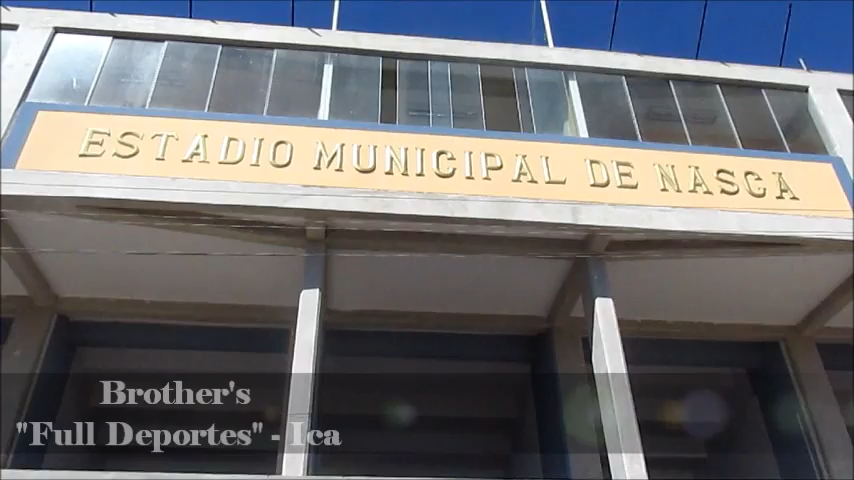 ESTADIO MUNICIPAL DE NASCA
Brother's
"Full Deportes" - Ica